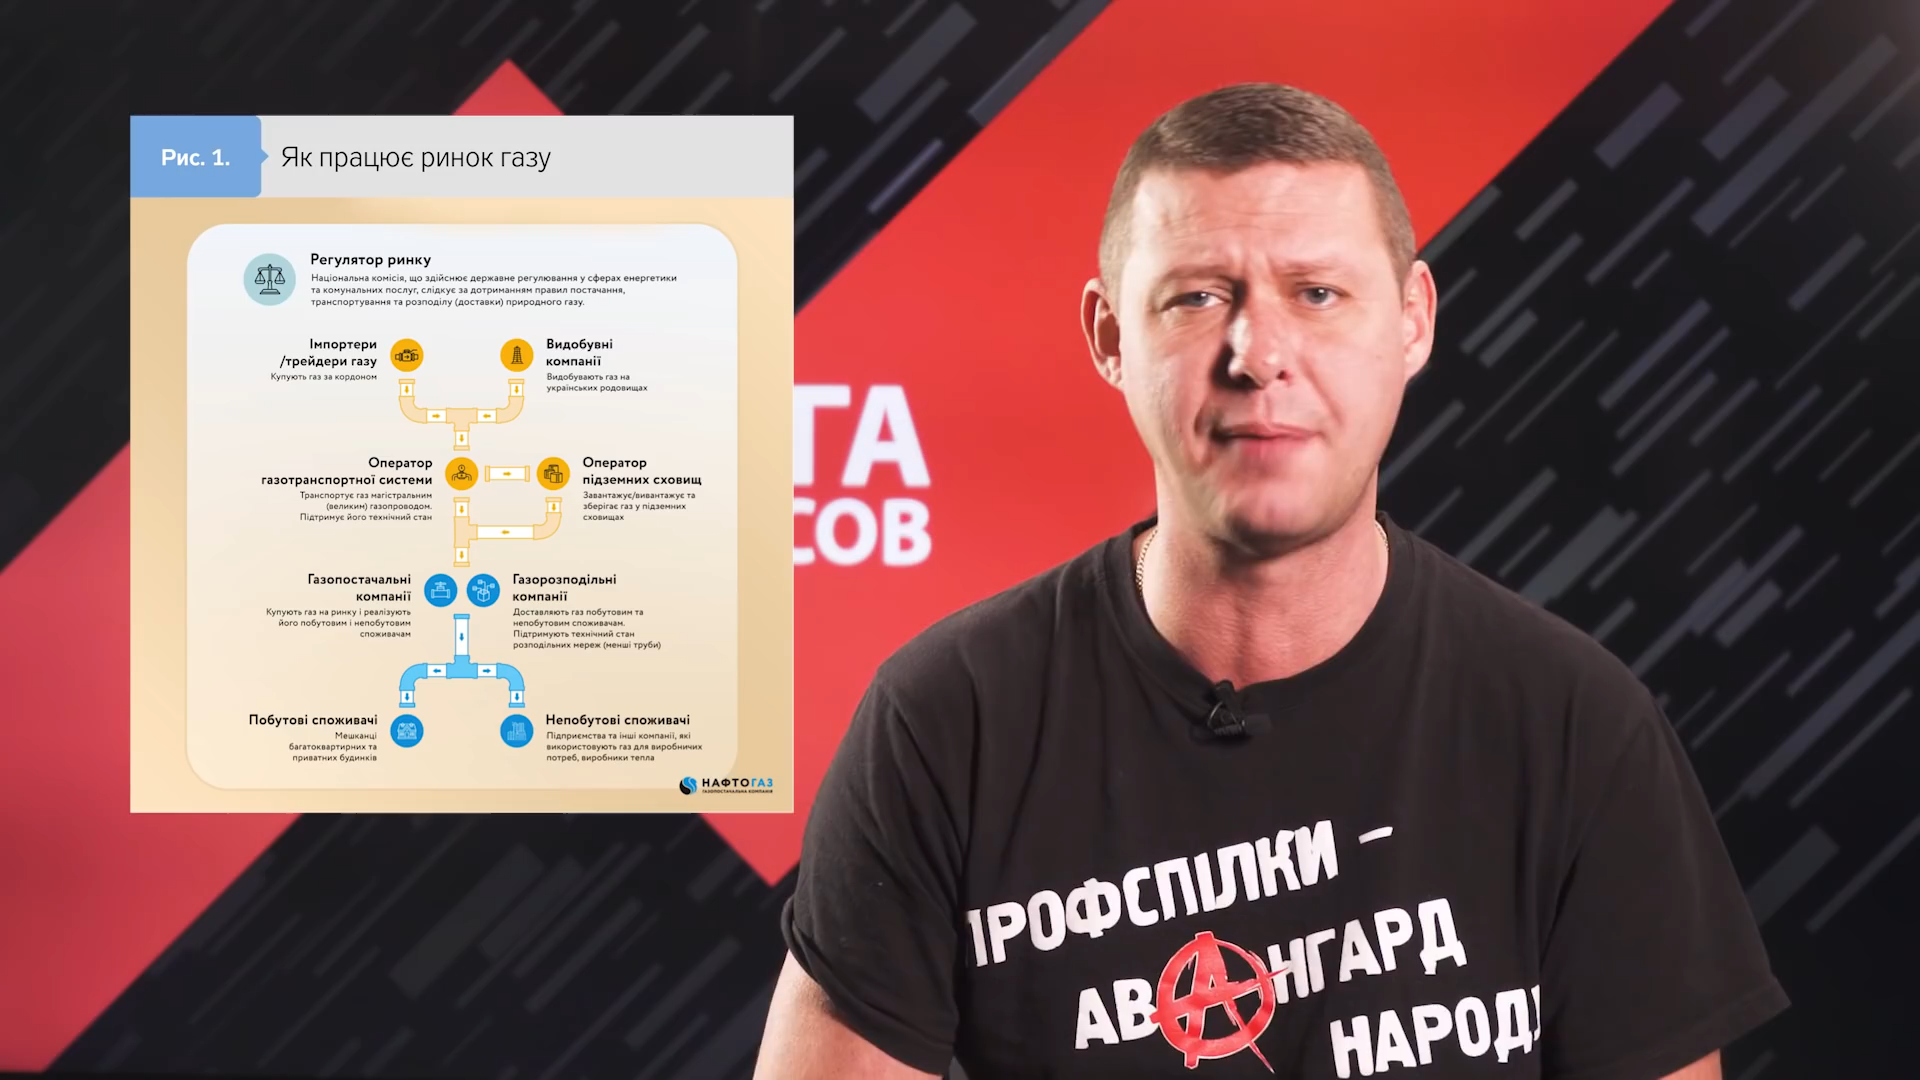 Рис. 1.
Як працює ринок газу
Регулятор ринку
Національна комісія, що здійснює державне регулювання у сферах енергетики
та комунальних послуг, слідкує за дотриманням правил постачання,
транспортування та розподілу (доставки) природного газу.
Імпортери
/трейдери газу
Купують газ за кордоном
Видобувні
компанії
Видобувають газ на
українських родовищах
Оператор
газотранспортної системи
Транспортує газ магістральним
(великим) газопроводом.
Підтримує його технічний стан
Оператор
підземних сховищ
Завантажує/вивантажує та
зберігає газ у підземних
сховищах
Газопостачальні
компанії
Купують газ на ринку і реалізують
його побутовим і непобутовим
споживачам
Газорозподільні
компанії
Доставляють газ побутовим та
непобутовим споживачам.
Підтримують технічний стан
розподільних мереж (менші труби)
Побутові споживачі
Мешканці
багатоквартирних та
приватних будинків
Непобутові споживачі
Підприємства та інші компанії, які
використовують газ для виробничих
потреб, виробники тепла
НАФТОГАЗ
ГАЗОПОСТАЧАЛЬНА КОМПАНІЯ
ТА
СОВ
ПРОФСПІЛКИ –
АВАНГАРД
НАРОДУ